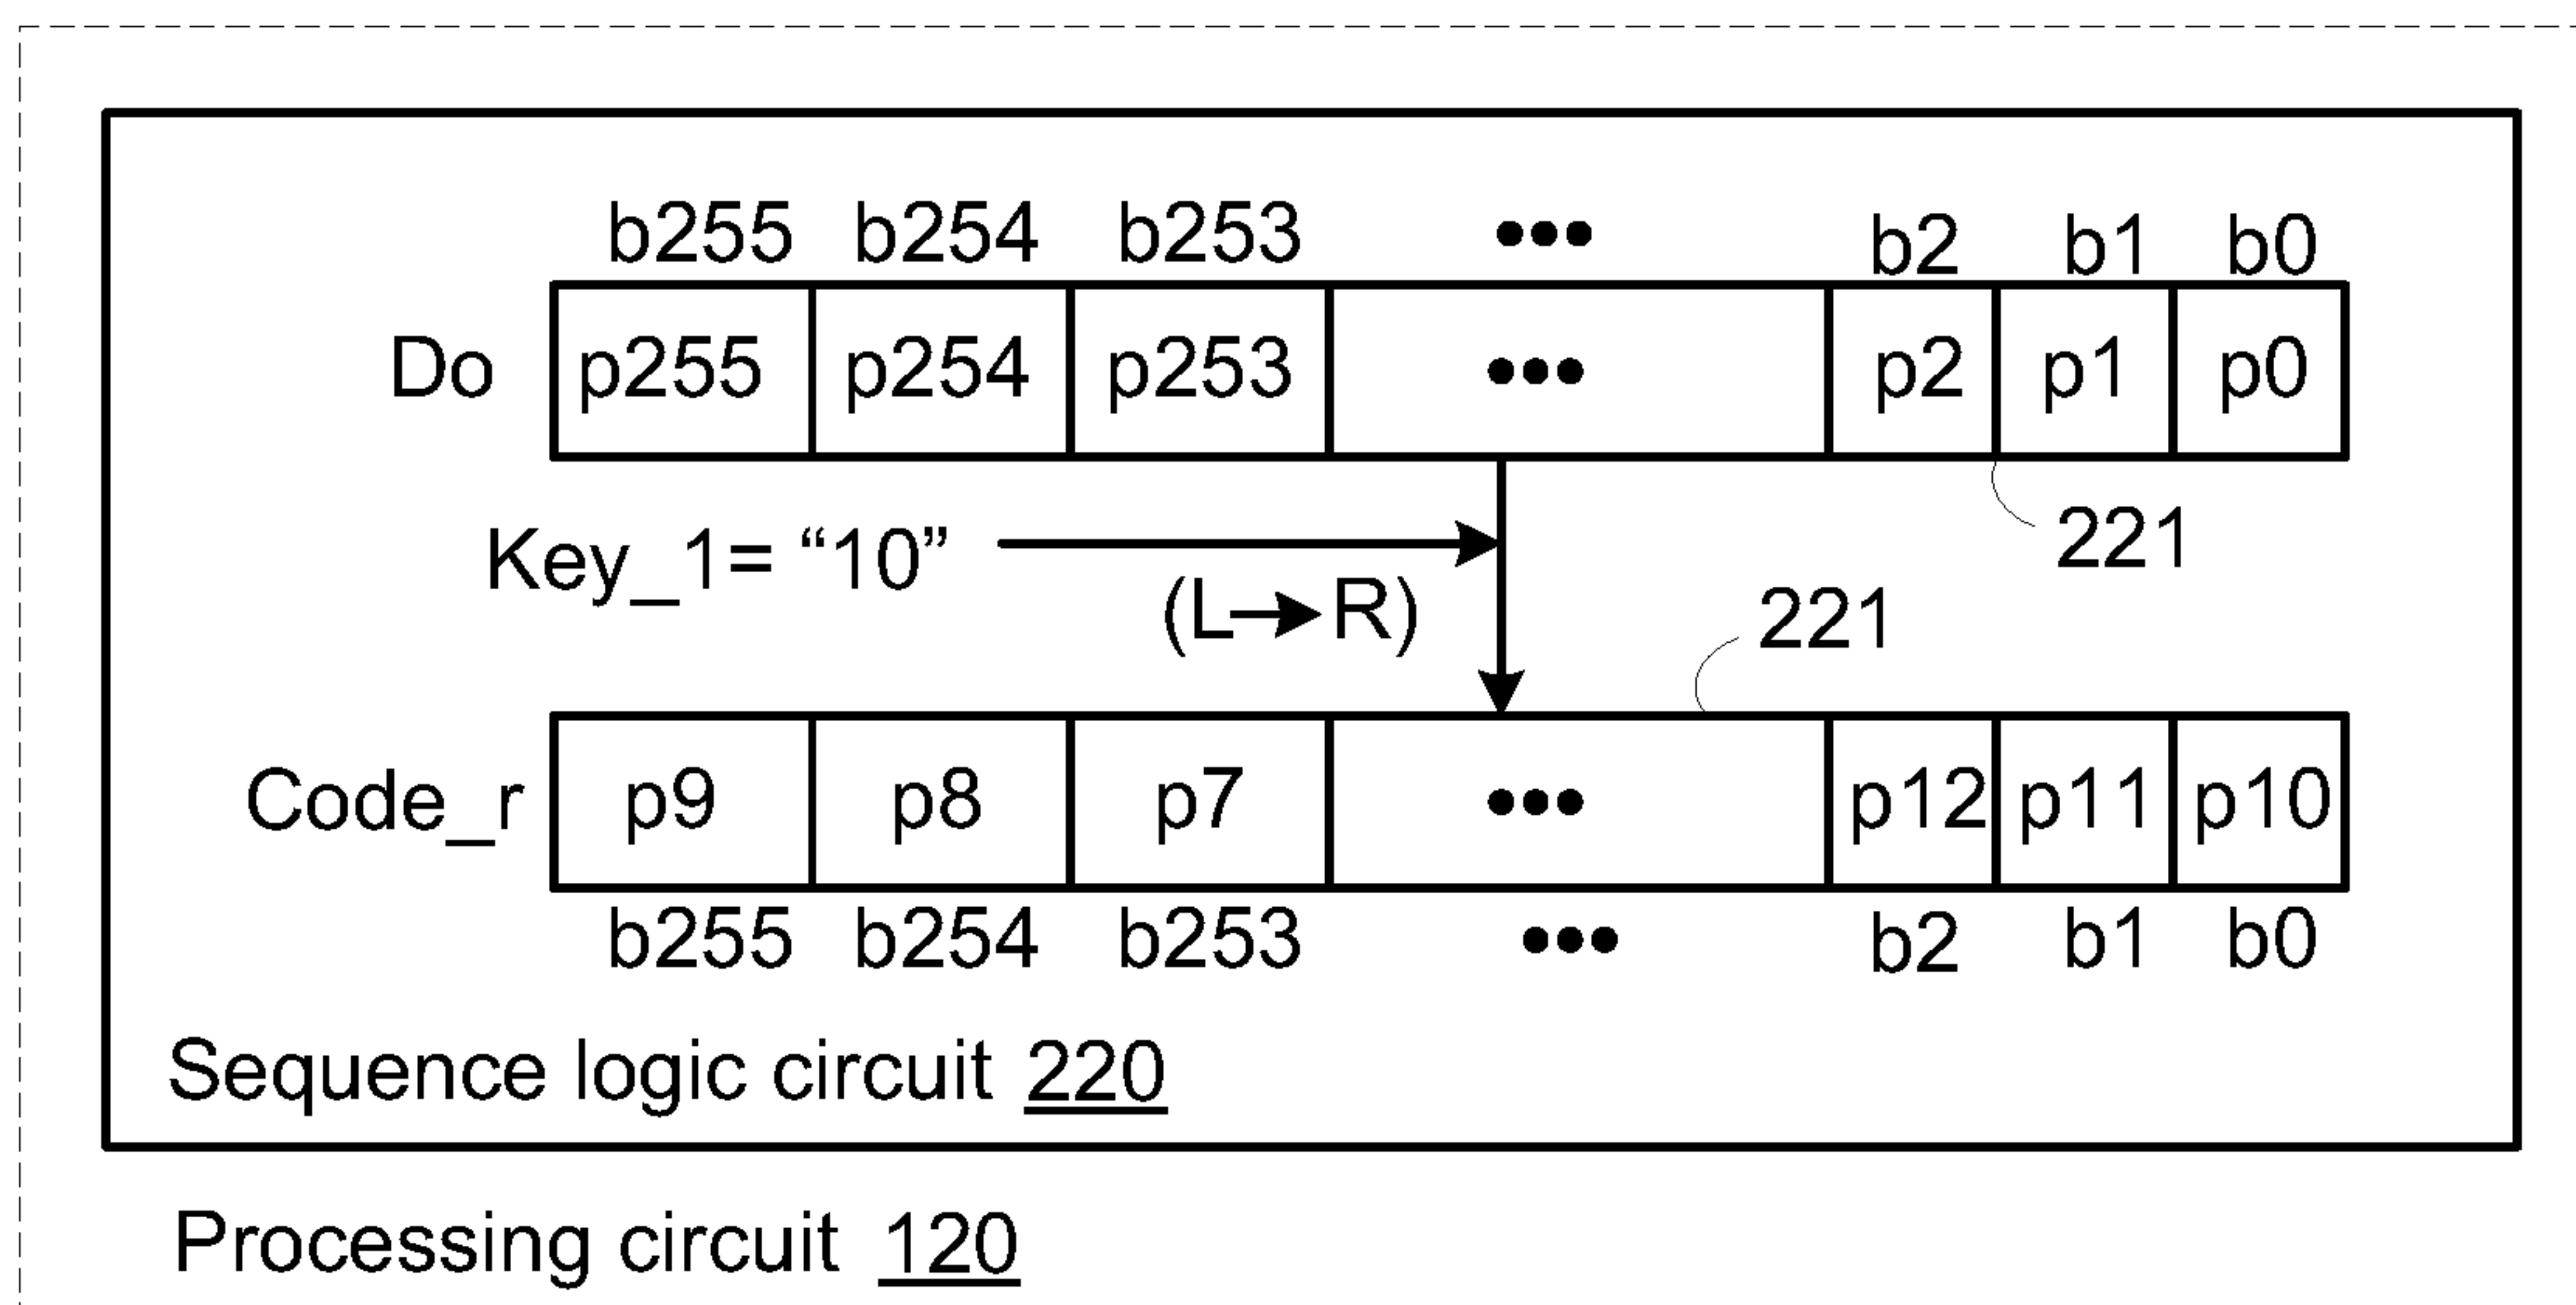 b255 b254 b253 ••• b2 b1 b0
Do p255 p254 p253 ••• p2 p1 p0
221
Key_1= “10”
(L→R)
221
Code_r p9 p8 p7 ••• p12 p11 p10
b255 b254 b253 ••• b2 b1 b0
Sequence logic circuit 220
Processing circuit 120